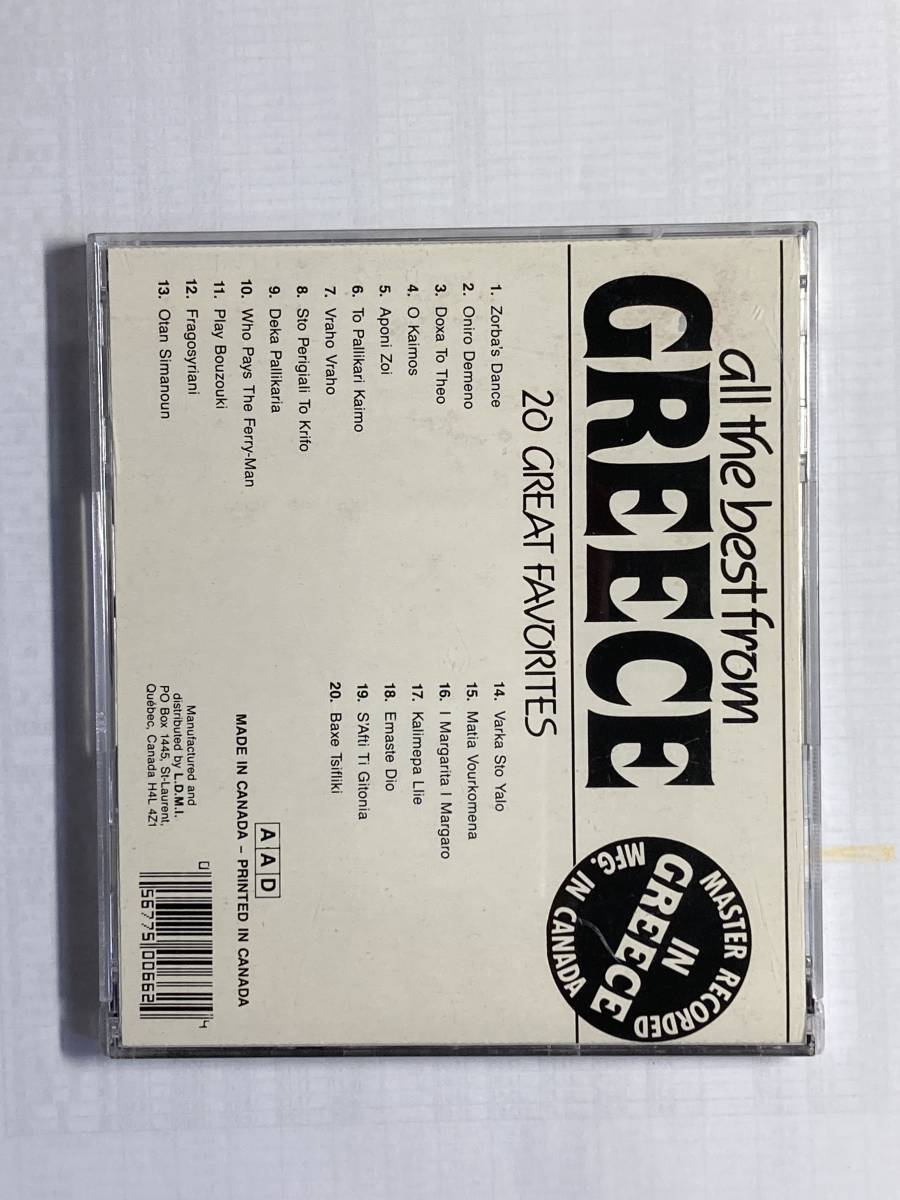 all the best from
GREECE
MASTER RECORDED
IN
GREECE
MFG. IN CANADA
20 GREAT FAVORITES
1. Zorba's Dance
2. Oniro Demeno
3. Doxa To Theo
4. O Kaimos
5. Aponi Zoi
6. To Pallikari Kaimo
7. Vraho Vraho
8. Sto Perigiali To Krifo
9. Deka Pallikaria
10. Who Pays The Ferry-Man
11. Play Bouzouki
12. Fragosyriani
13. Otan Simanoun
14. Varka Sto Yalo
15. Matia Vourkomena
16. I Margarita I Margaro
17. Kalimepa Llie
18. Emaste Dio
19. S'Afti Ti Gitonia
20. Baxe Tsifliki
AAD
MADE IN CANADA – PRINTED IN CANADA
Manufactured and
distributed by L.D.M.I.
PO Box 1445, St-Laurent,
Québec, Canada H4L 4Z1
0 56775 00662 4